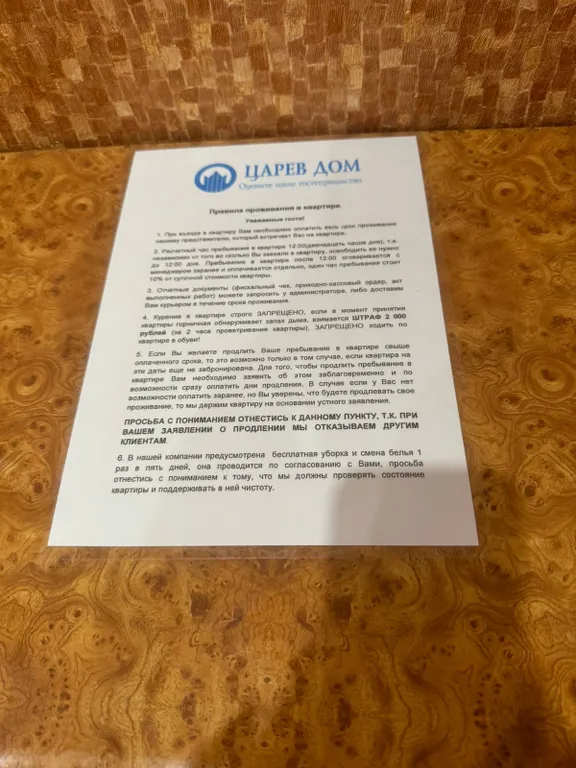 ЦАРЕВ ДОМ
Оцените наше гостеприимство
Правила проживания в квартире
Уважаемые гости!
1. При въезде в квартиру Вам необходимо оплатить весь срок проживания
нашему представителю, который встречает Вас на квартире.
2. Расчетный час пребывания в квартире 12:00(двенадцать часов дня), т.е.
независимо от того во сколько Вы заехали в квартиру, освободить ее нужно
до 12:00 дня. Пребывание в квартире после 12:00 оговаривается с
менеджером заранее и оплачивается отдельно, один час пребывания стоит
10% от суточной стоимости квартиры.
3. Отчетные документы (фискальный чек, приходно-кассовый ордер, акт
выполненных работ) можете запросить у администратора, либо доставим
Вам курьером в течение срока проживания.
4. Курение в квартире строго ЗАПРЕЩЕНО, если в момент принятия
квартиры горничная обнаруживает запах дыма, взимается ШТРАФ 2 000
рублей (за 2 часа проветривания квартиры), ЗАПРЕЩЕНО ходить по
квартире в обуви!
5. Если Вы желаете продлить Ваше пребывание в квартире свыше
оплаченного срока, то это возможно только в том случае, если квартира на
эти даты еще не забронирована. Для того, чтобы продлить пребывание в
квартире Вам необходимо заявить об этом заблаговременно и по
возможности сразу оплатить дни продления. В случае если у Вас нет
возможности оплатить заранее, но Вы уверены, что будете продлевать свое
проживание, то мы держим квартиру на основании устного заявления.
ПРОСЬБА С ПОНИМАНИЕМ ОТНЕСТИСЬ К ДАННОМУ ПУНКТУ, Т.К. ПРИ
ВАШЕМ ЗАЯВЛЕНИИ О ПРОДЛЕНИИ МЫ ОТКАЗЫВАЕМ ДРУГИМ
КЛИЕНТАМ.
6. В нашей компании предусмотрена бесплатная уборка и смена белья 1
раз в пять дней, она проводится по согласованию с Вами, просьба
отнестись с пониманием к тому, что мы должны проверять состояние
квартиры и поддерживать в ней чистоту.